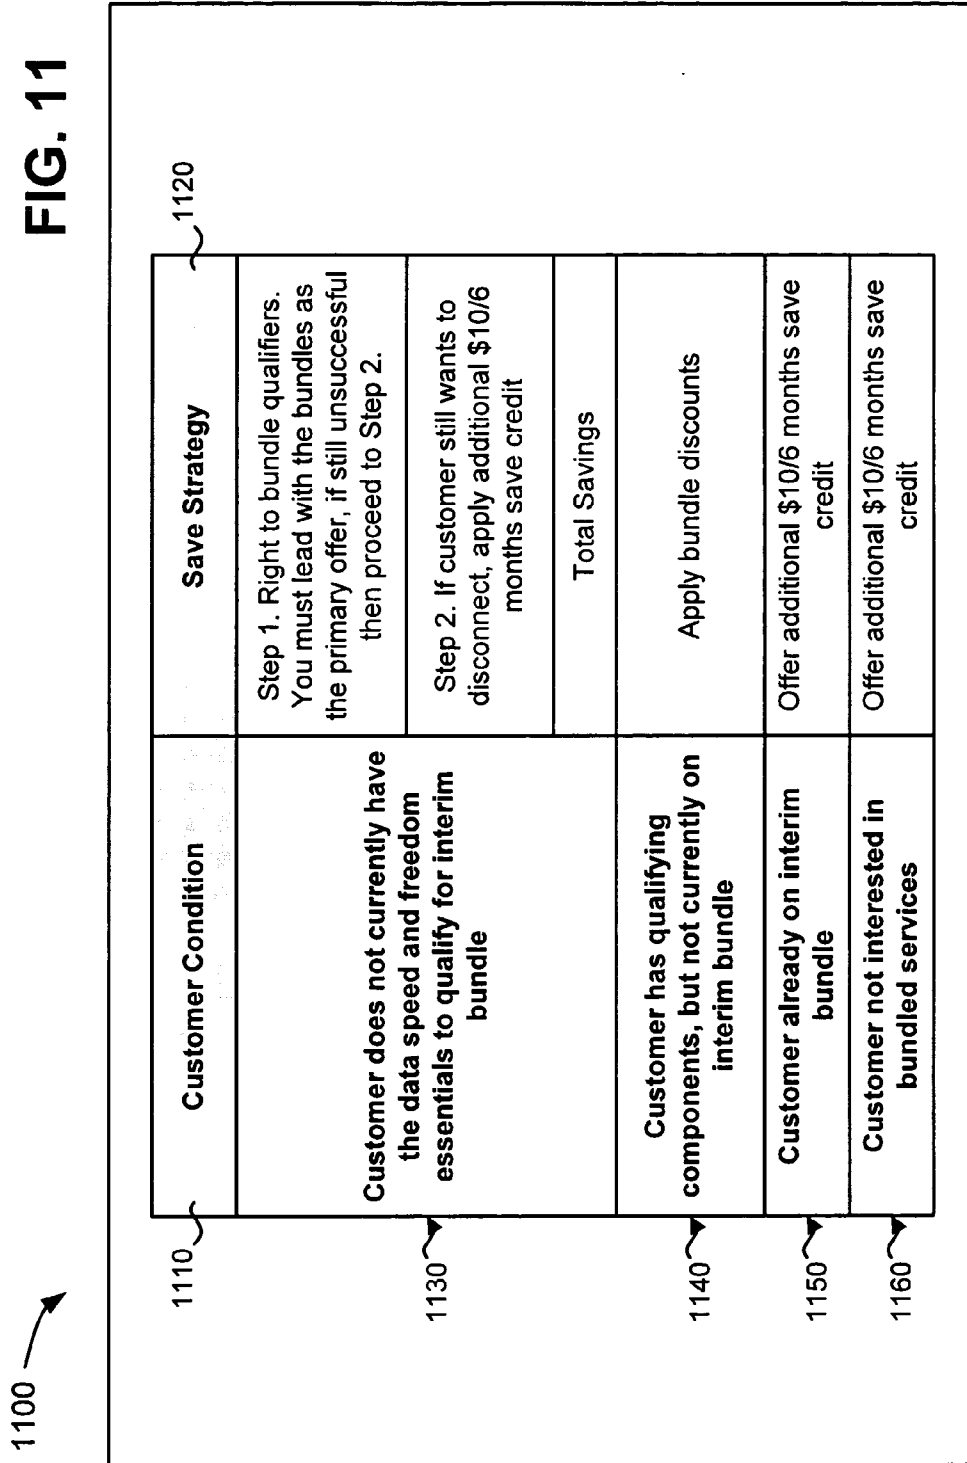 FIG. 11
1100
1110
Customer Condition
Save Strategy
1120
1130
Customer does not currently have
the data speed and freedom
essentials to qualify for interim
bundle
Step 1. Right to bundle qualifiers.
You must lead with the bundles as
the primary offer, if still unsuccessful
then proceed to Step 2.
Step 2. If customer still wants to
disconnect, apply additional $10/6
months save credit
Total Savings
1140
Customer has qualifying
components, but not currently on
interim bundle
Apply bundle discounts
1150
Customer already on interim
bundle
Offer additional $10/6 months save
credit
1160
Customer not interested in
bundled services
Offer additional $10/6 months save
credit